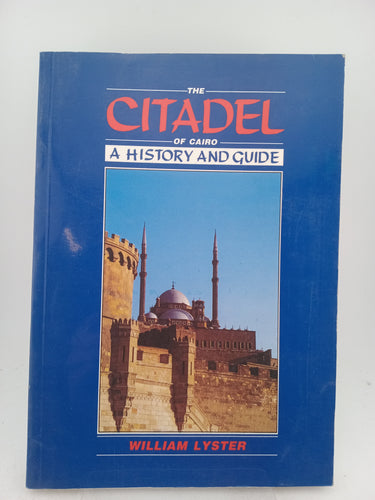 THE
CITADEL
OF CAIRO
A HISTORY AND GUIDE
WILLIAM LYSTER